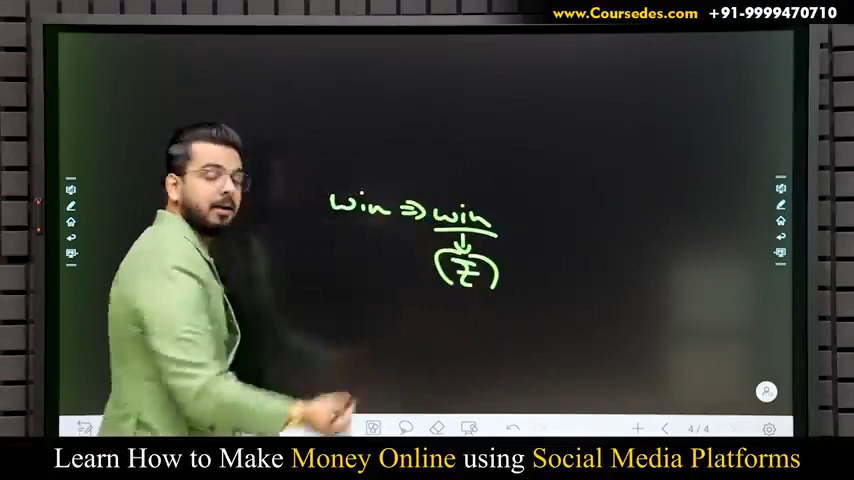 www.Coursedes.com +91-9999470710
win ⇒ win
↓
(₹)
4/4
Learn How to Make Money Online using Social Media Platforms